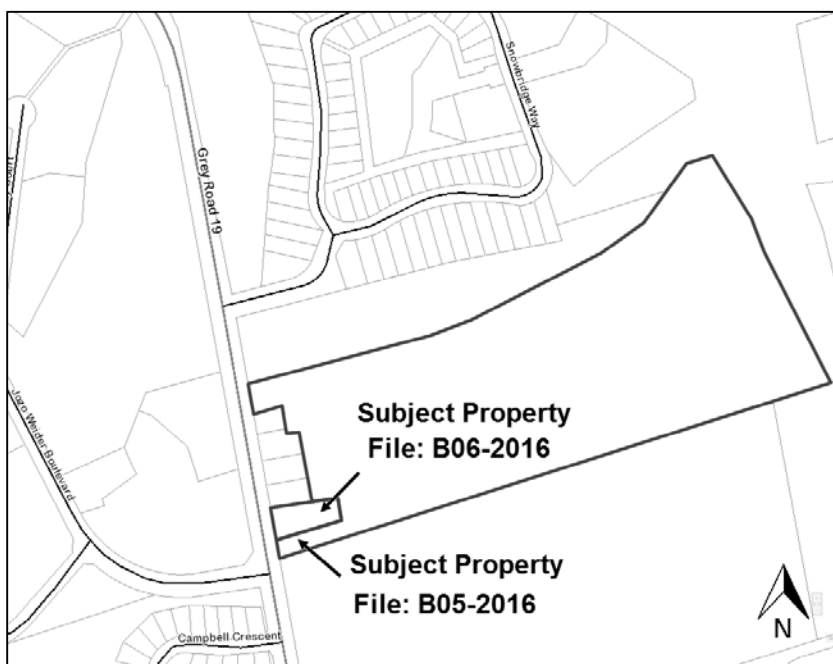 Snowbridge Way
Grey Road 19
Subject Property
File: B06-2016
Jozo Weider Boulevard
Subject Property
File: B05-2016
Campbell Crescent
N